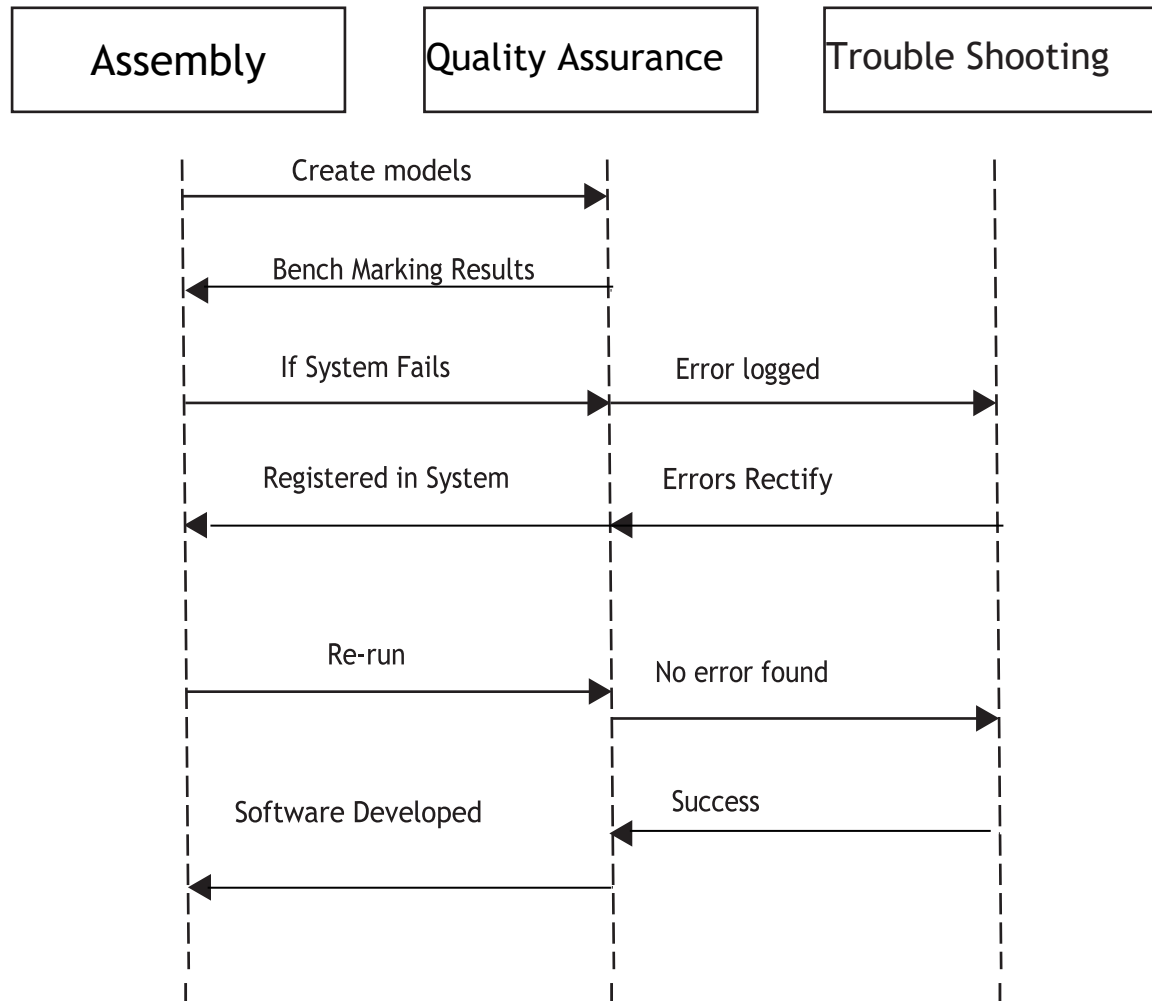 Assembly
Quality Assurance
Trouble Shooting
Create models
Bench Marking Results
If System Fails
Error logged
Registered in System
Errors Rectify
Re-run
No error found
Success
Software Developed